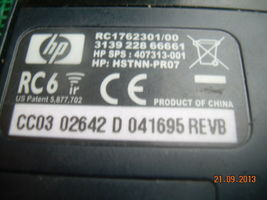 hp
RC1762301/00
3139 228 66661
HP SPS : 407313-001
HP: HSTNN-PR07
RC6 ir
US Patent 5,877,702
CE
PRODUCT OF CHINA
CC03 02642 D 041695 REVB
21.09.2013